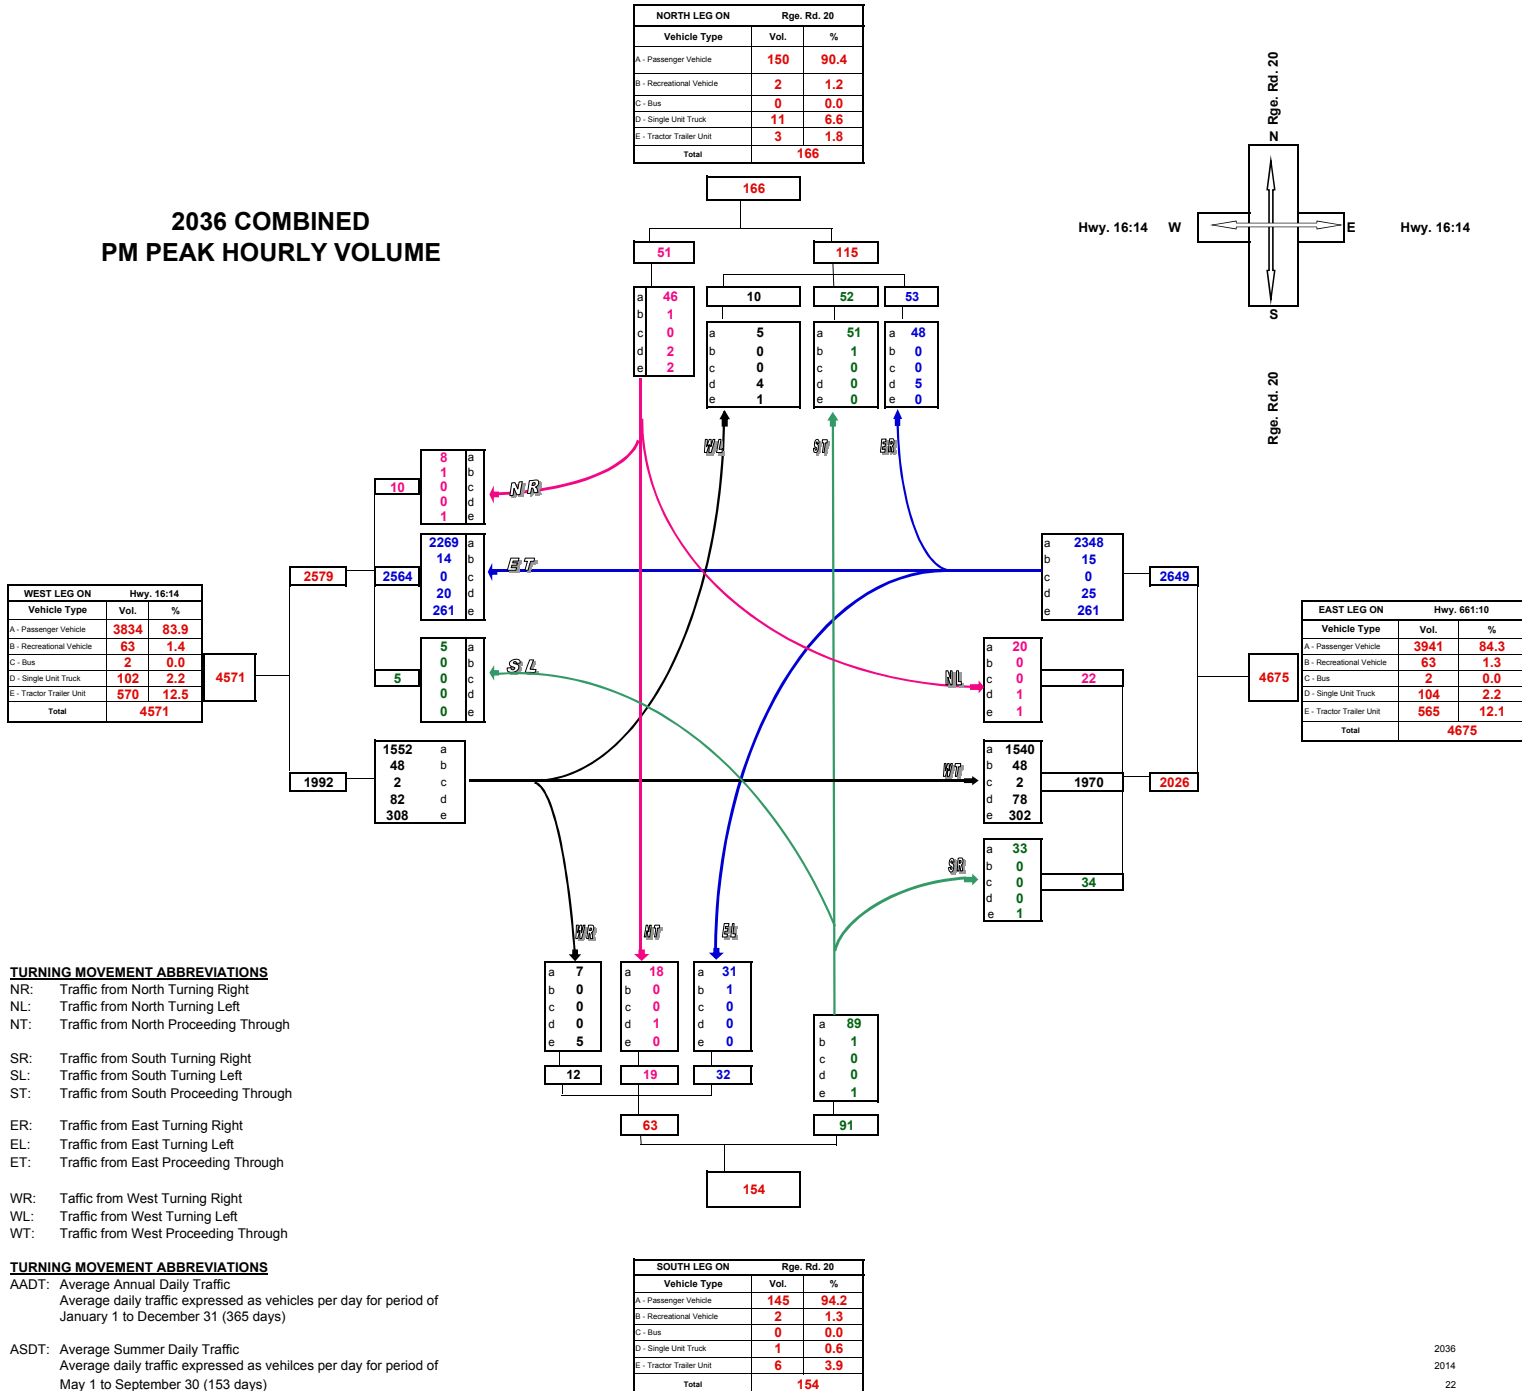 NORTH LEG ON Rge. Rd. 20
Vehicle Type Vol. %
A - Passenger Vehicle 150 90.4
B - Recreational Vehicle 2 1.2
C - Bus 0 0.0
D - Single Unit Truck 11 6.6
E - Tractor Trailer Unit 3 1.8
Total 166
166
2036 COMBINED
PM PEAK HOURLY VOLUME
Rge. Rd. 20
N
Hwy. 16:14 W E Hwy. 16:14
S
Rge. Rd. 20
51 115
10 52 53
a 46
b 1
c 0
d 2
e 2
a 5
b 0
c 0
d 4
e 1
a 51
b 1
c 0
d 0
e 0
a 48
b 0
c 0
d 5
e 0
WL ST ER
10
8 a
1 b
0 c
0 d
1 e
NR
2579 2564
2269 a
14 b
0 c
20 d
261 e
ET
a 2348
b 15
c 0
d 25
e 261
2649
WEST LEG ON Hwy. 16:14
Vehicle Type Vol. %
A - Passenger Vehicle 3834 83.9
B - Recreational Vehicle 63 1.4
C - Bus 2 0.0
D - Single Unit Truck 102 2.2
E - Tractor Trailer Unit 570 12.5
Total 4571
4571
5
5 a
0 b
0 c
0 d
0 e
SL
NL
a 20
b 0
c 0
d 1
e 1
22
4675
EAST LEG ON Hwy. 661:10
Vehicle Type Vol. %
A - Passenger Vehicle 3941 84.3
B - Recreational Vehicle 63 1.3
C - Bus 2 0.0
D - Single Unit Truck 104 2.2
E - Tractor Trailer Unit 565 12.1
Total 4675
1992
1552 a
48 b
2 c
82 d
308 e
WT
a 1540
b 48
c 2
d 78
e 302
1970 2026
SR
a 33
b 0
c 0
d 0
e 1
34
WR NT EL
a 7
b 0
c 0
d 0
e 5
a 18
b 0
c 0
d 1
e 0
a 31
b 1
c 0
d 0
e 0
a 89
b 1
c 0
d 0
e 1
12 19 32
63 91
154
TURNING MOVEMENT ABBREVIATIONS
NR: Traffic from North Turning Right
NL: Traffic from North Turning Left
NT: Traffic from North Proceeding Through
SR: Traffic from South Turning Right
SL: Traffic from South Turning Left
ST: Traffic from South Proceeding Through
ER: Traffic from East Turning Right
EL: Traffic from East Turning Left
ET: Traffic from East Proceeding Through
WR: Taffic from West Turning Right
WL: Traffic from West Turning Left
WT: Traffic from West Proceeding Through
TURNING MOVEMENT ABBREVIATIONS
AADT: Average Annual Daily Traffic
Average daily traffic expressed as vehicles per day for period of
January 1 to December 31 (365 days)
ASDT: Average Summer Daily Traffic
Average daily traffic expressed as vehilces per day for period of
May 1 to September 30 (153 days)
SOUTH LEG ON Rge. Rd. 20
Vehicle Type Vol. %
A - Passenger Vehicle 145 94.2
B - Recreational Vehicle 2 1.3
C - Bus 0 0.0
D - Single Unit Truck 1 0.6
E - Tractor Trailer Unit 6 3.9
Total 154
2036
2014
22